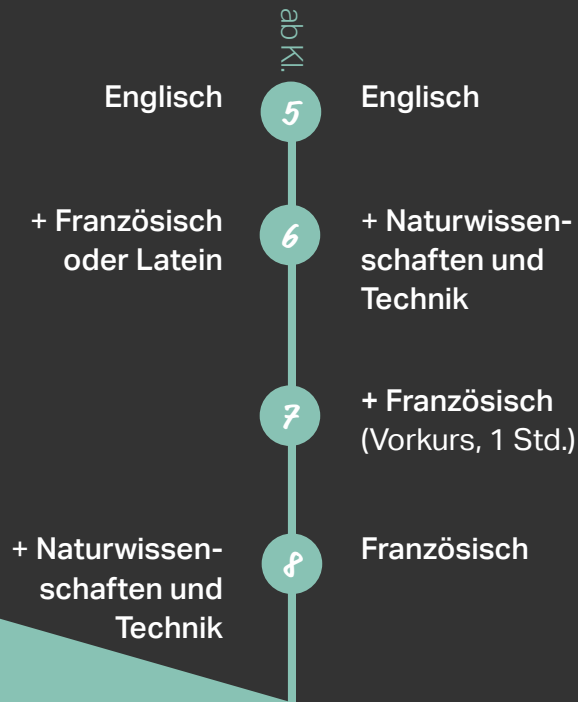 ab Kl.
Englisch
5
Englisch
+ Französisch
oder Latein
6
+ Naturwissen-
schaften und
Technik
7
+ Französisch
(Vorkurs, 1 Std.)
+ Naturwissen-
schaften und
Technik
8
Französisch